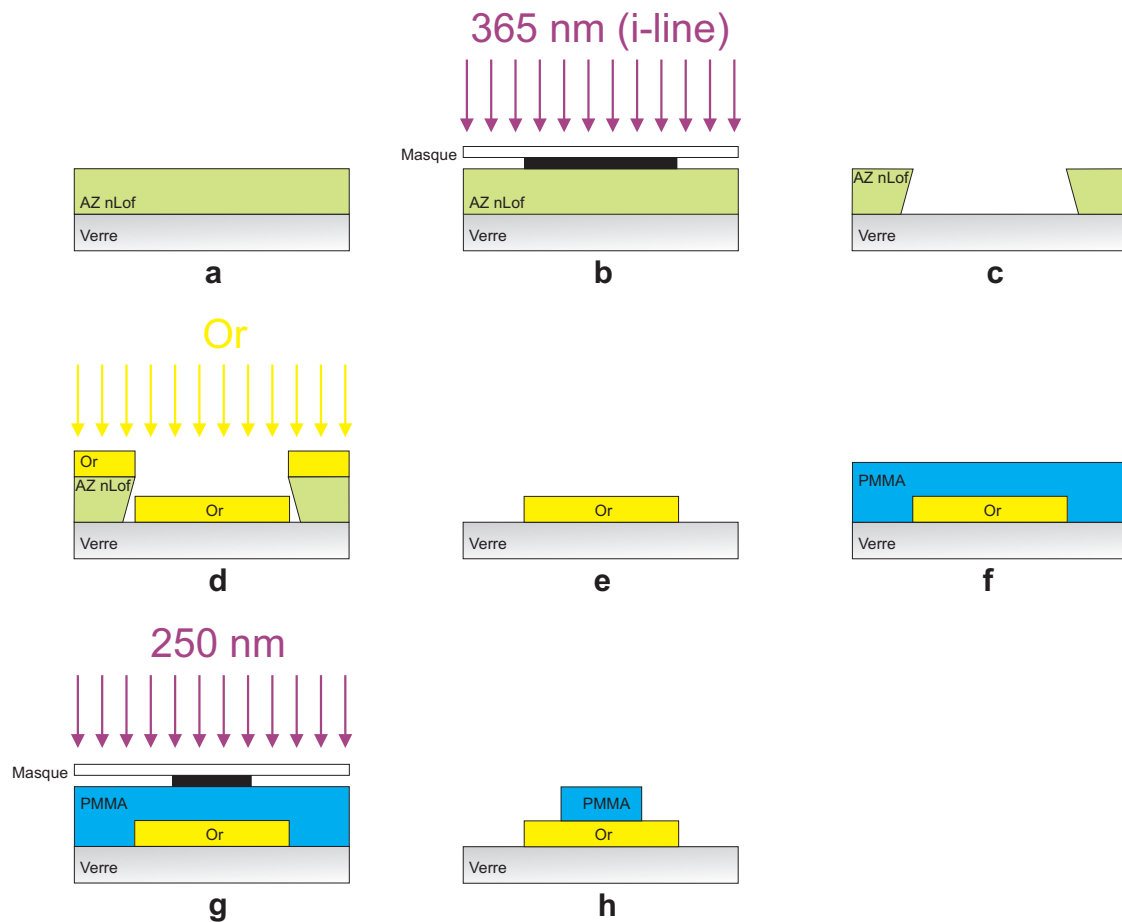 365 nm (i-line)
Masque
AZ nLof
Verre
a
AZ nLof
Verre
b
AZ nLof
Verre
c
Or
Or
AZ nLof
Or
Verre
d
Or
Verre
e
PMMA
Or
Verre
f
250 nm
Masque
PMMA
Or
Verre
g
PMMA
Or
Verre
h